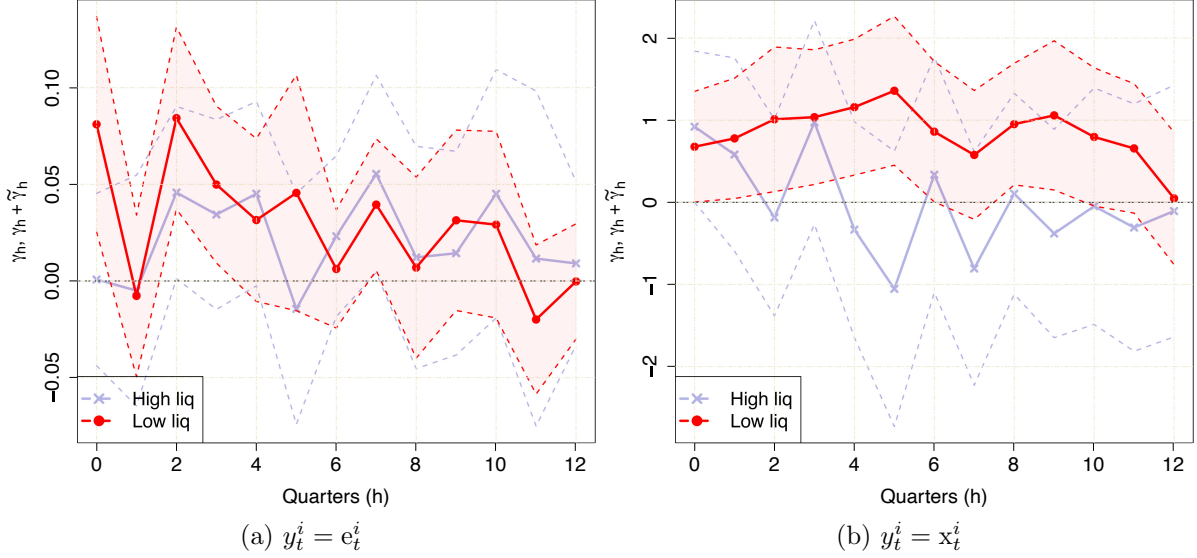 γh, γh + γ̃h
0.10
0.05
0.00
−0.05
High liq
Low liq
0 2 4 6 8 10 12
Quarters (h)
(a) yₜⁱ = eₜⁱ
γh, γh + γ̃h
2
1
0
−1
−2
High liq
Low liq
0 2 4 6 8 10 12
Quarters (h)
(b) yₜⁱ = xₜⁱ